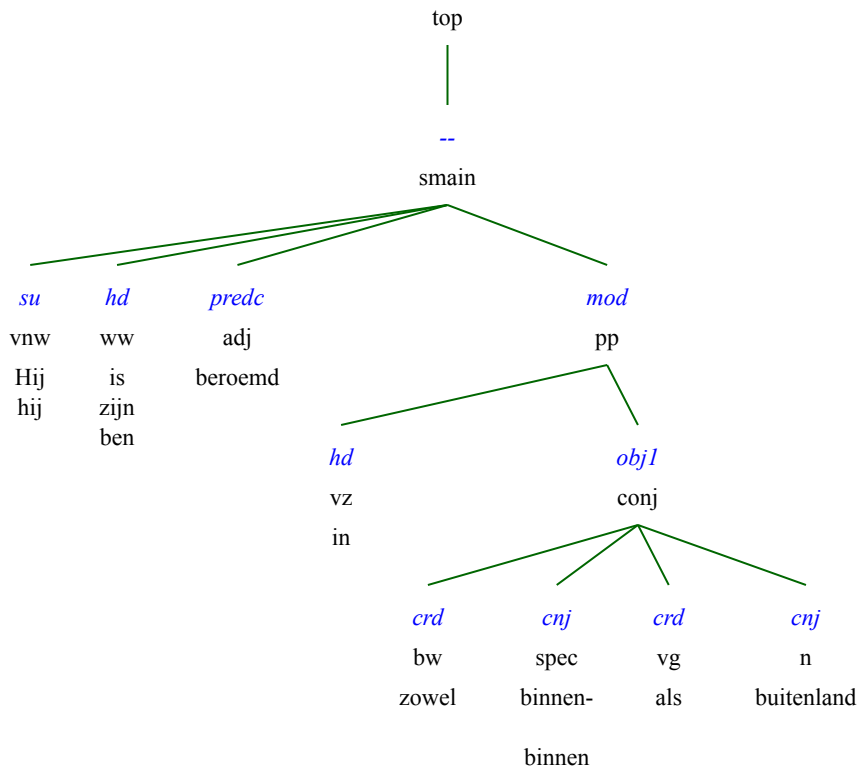 top
--
smain
su hd predc mod
vnw ww adj pp
Hij is beroemd
hij zijn
ben
hd obj1
vz conj
in
crd cnj crd cnj
bw spec vg n
zowel binnen- als buitenland
binnen